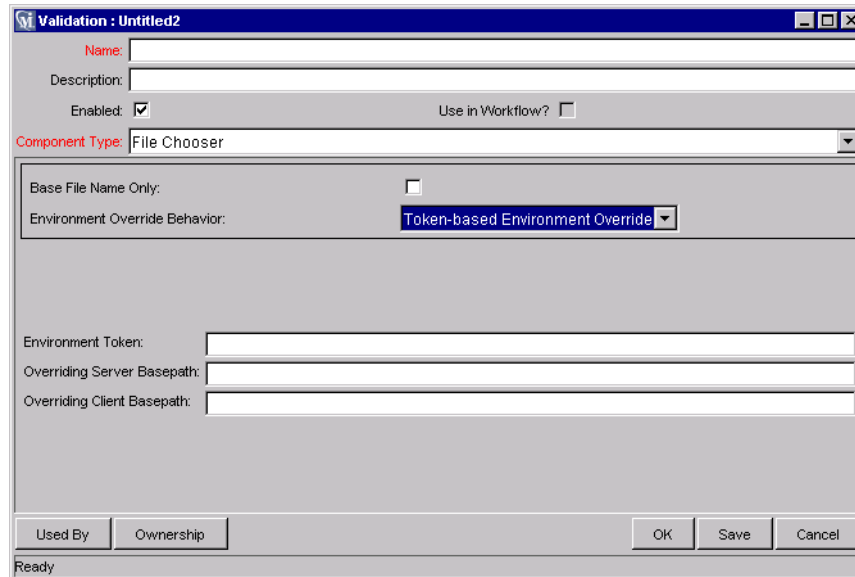 Validation : Untitled2
Name:
Description:
Enabled: Use in Workflow?
Component Type: File Chooser
Base File Name Only:
Environment Override Behavior: Token-based Environment Override
Environment Token:
Overriding Server Basepath:
Overriding Client Basepath:
Used By Ownership OK Save Cancel
Ready